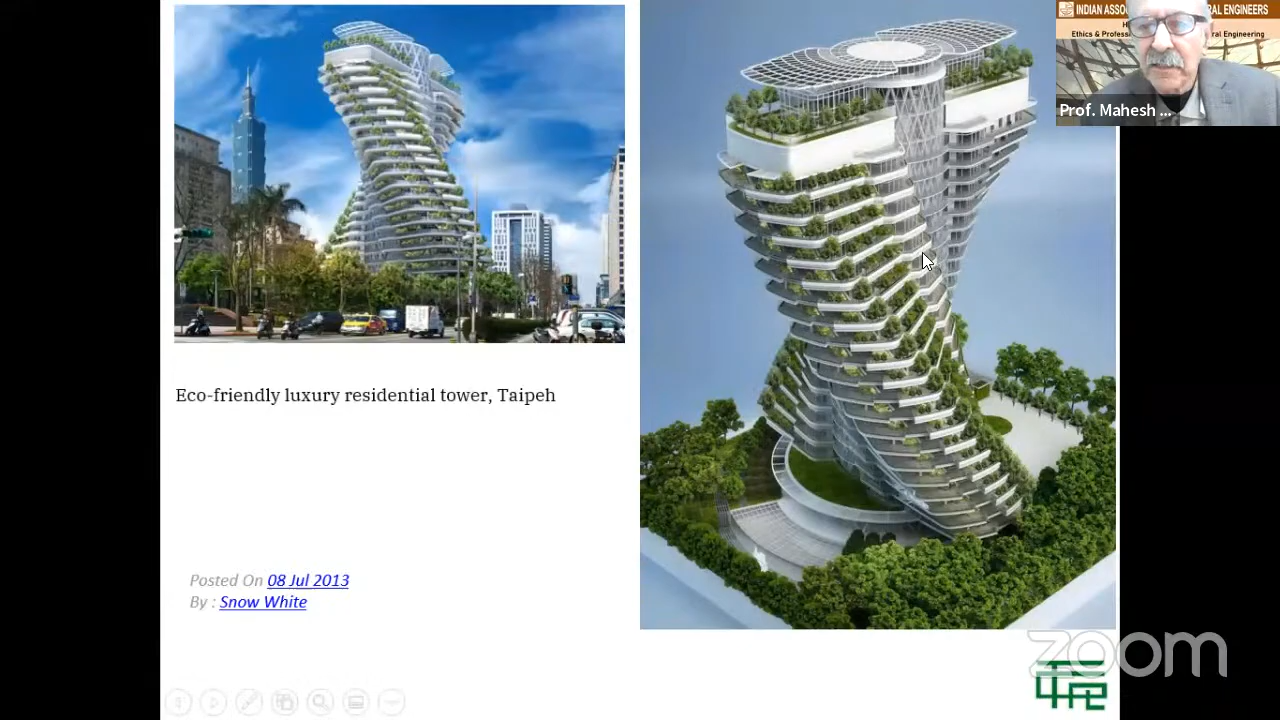 INDIAN ASSO RAL ENGINEERS
Ethics & Profess ral Engineering
Prof. Mahesh ...
Eco-friendly luxury residential tower, Taipeh
Posted On 08 Jul 2013
By : Snow White
zoom